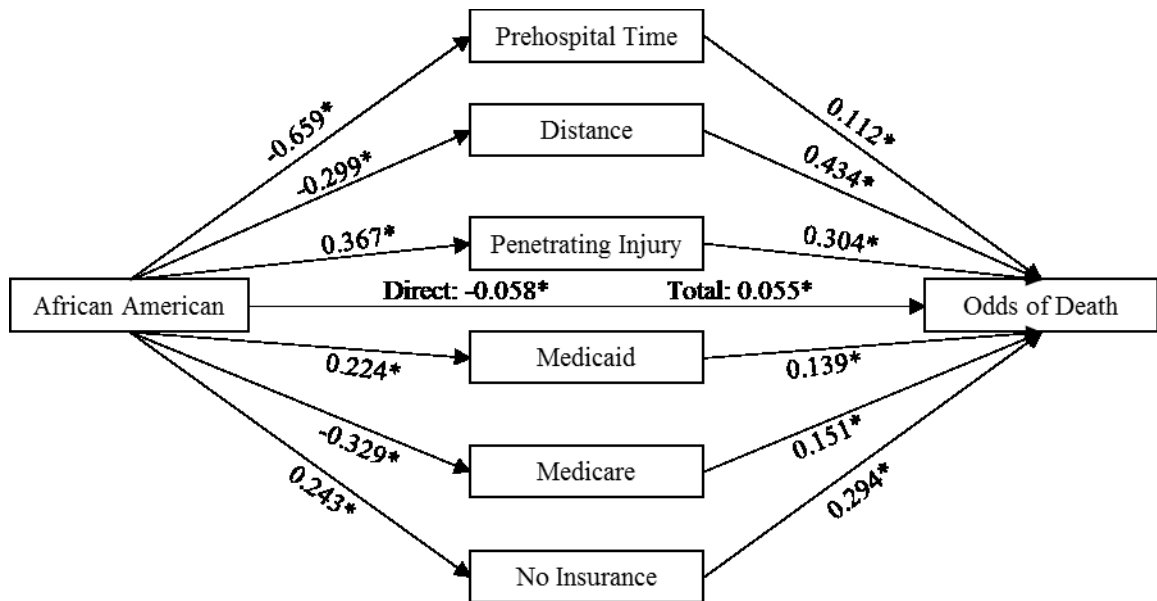 Prehospital Time
-0.659*
0.112*
Distance
-0.299*
0.434*
Penetrating Injury
0.367*
0.304*
African American
Direct: -0.058*
Total: 0.055*
Odds of Death
Medicaid
0.224*
0.139*
Medicare
-0.329*
0.151*
No Insurance
0.243*
0.294*